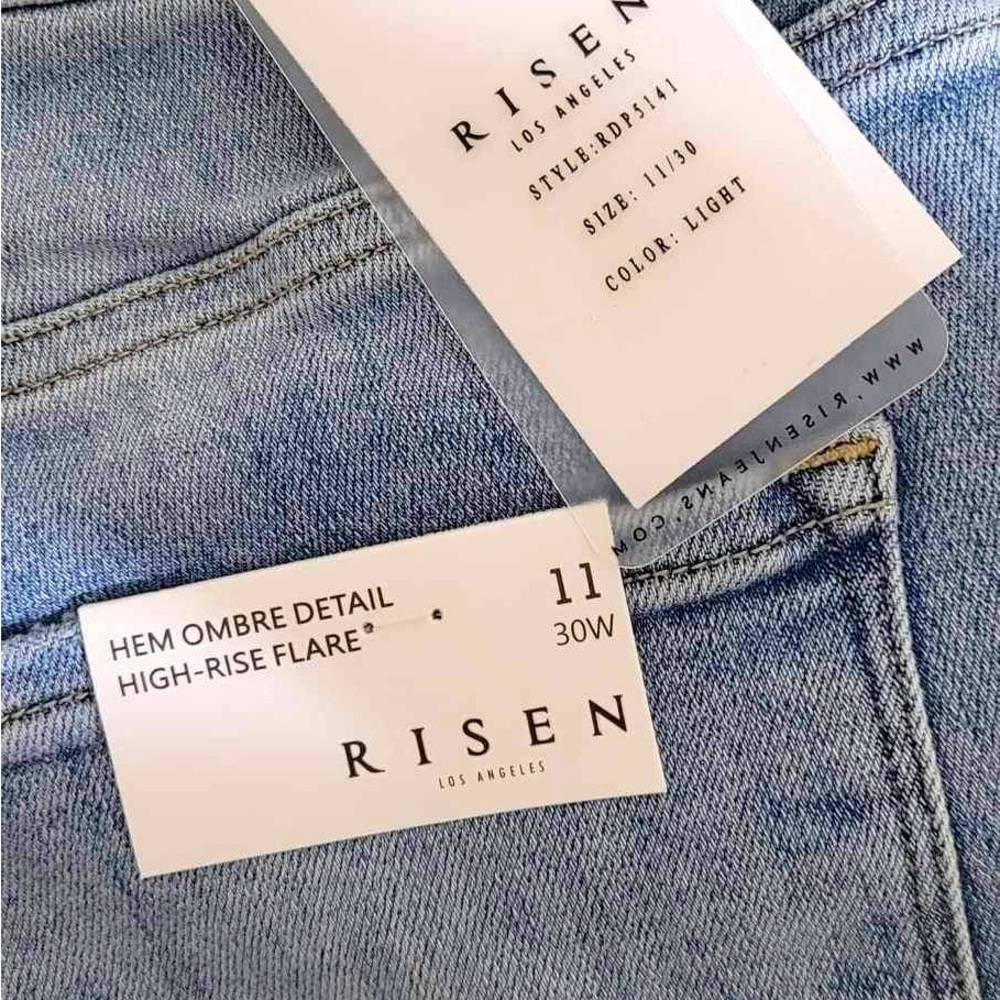 RISEN
LOS ANGELES
STYLE:RDP5141
SIZE: 11/30
COLOR: LIGHT
WWW.RISENJEANS.COM
HEM OMBRE DETAIL
HIGH-RISE FLARE
11
30W
RISEN
LOS ANGELES